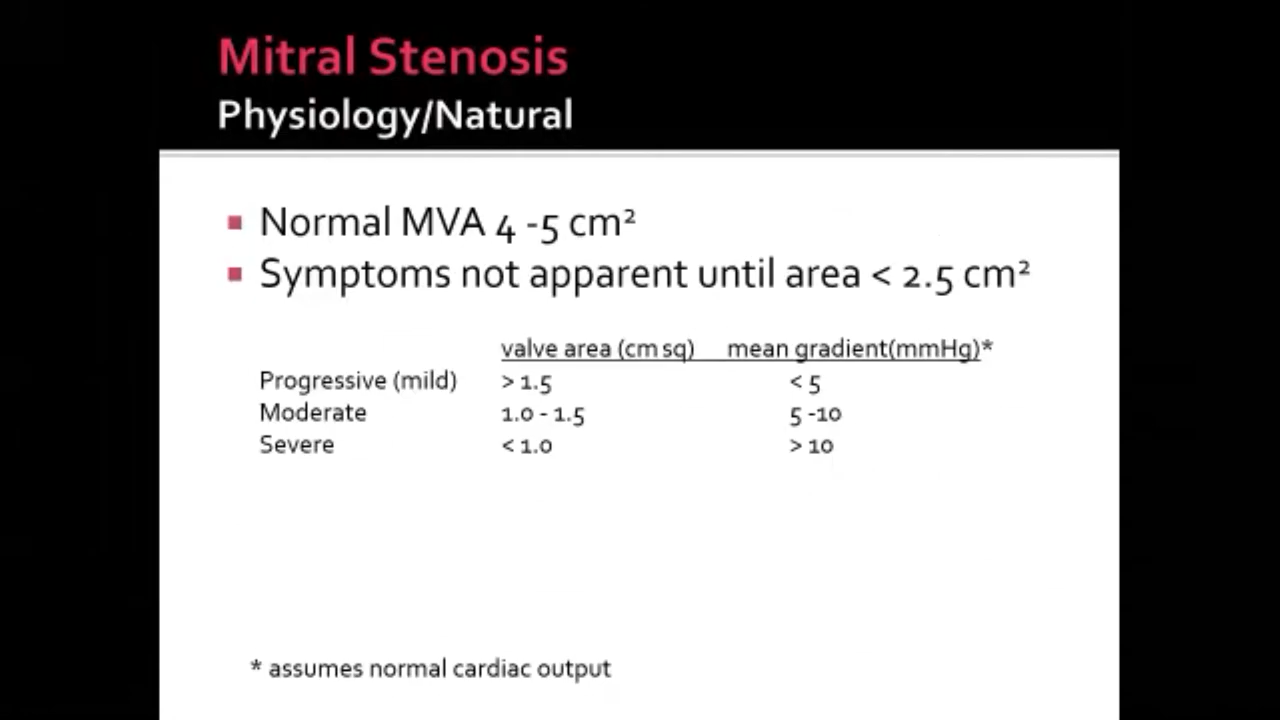 Mitral Stenosis
Physiology/Natural
Normal MVA 4 -5 cm²
Symptoms not apparent until area < 2.5 cm²
valve area (cm sq) mean gradient(mmHg)*
Progressive (mild) > 1.5 < 5
Moderate 1.0 - 1.5 5 -10
Severe < 1.0 > 10
* assumes normal cardiac output